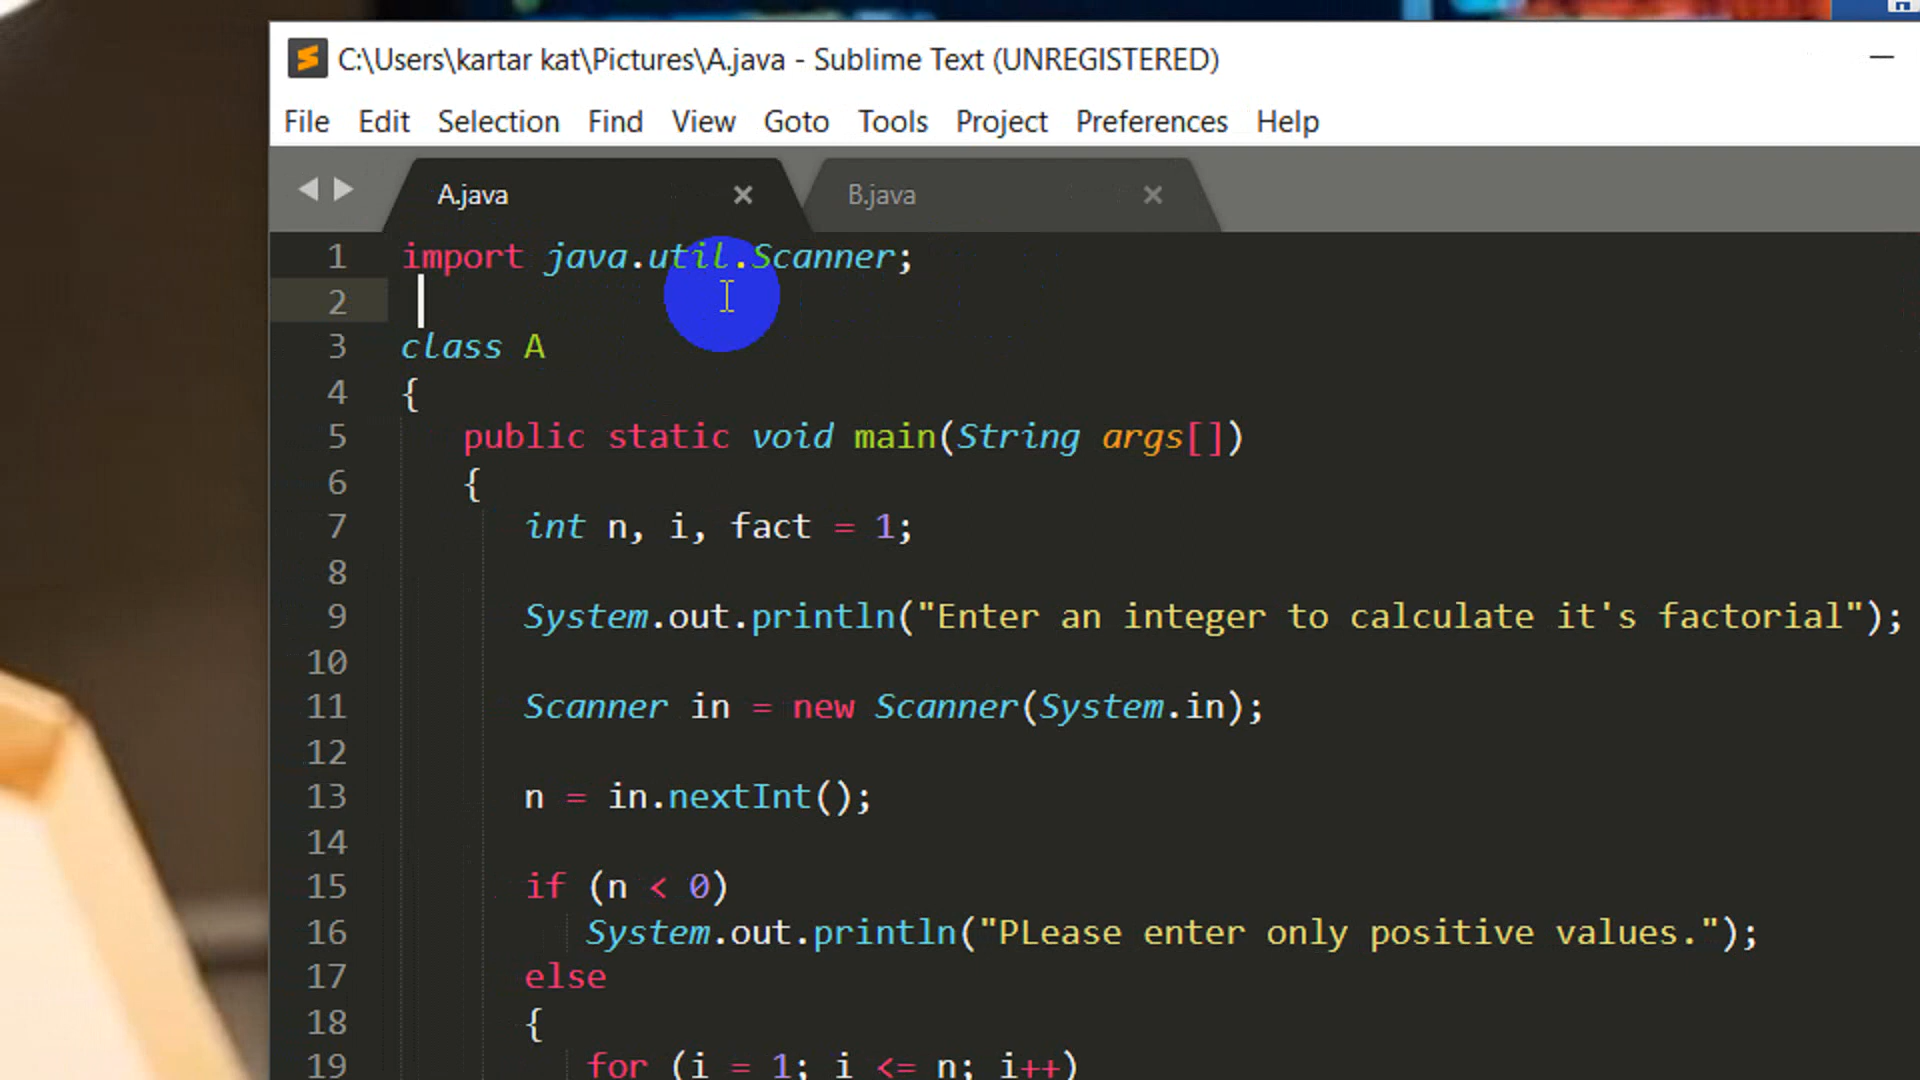 C:\Users\kartar kat\Pictures\A.java - Sublime Text (UNREGISTERED)
File Edit Selection Find View Goto Tools Project Preferences Help
A.java B.java
1 import java.util.Scanner;
2
3 class A
4 {
5 public static void main(String args[])
6 {
7 int n, i, fact = 1;
8
9 System.out.println("Enter an integer to calculate it's factorial");
10
11 Scanner in = new Scanner(System.in);
12
13 n = in.nextInt();
14
15 if (n < 0)
16 System.out.println("PLease enter only positive values.");
17 else
18 {
19 for (i = 1; i <= n; i++)